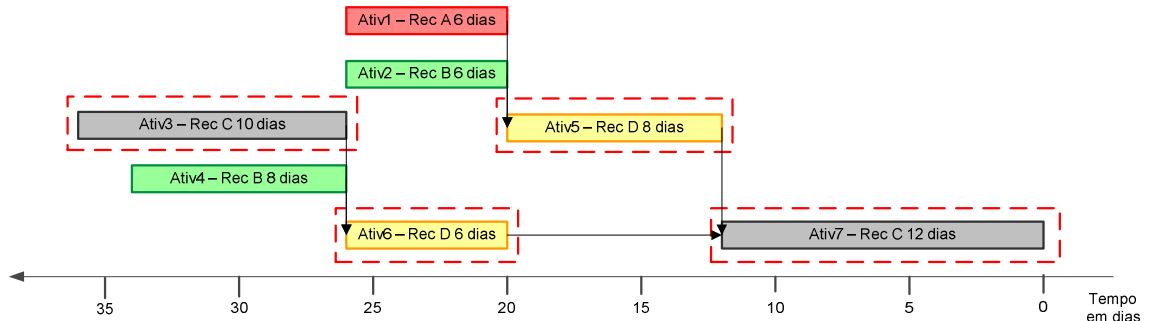 Ativ1 – Rec A 6 dias
Ativ2 – Rec B 6 dias
Ativ3 – Rec C 10 dias
Ativ5 – Rec D 8 dias
Ativ4 – Rec B 8 dias
Ativ6 – Rec D 6 dias
Ativ7 – Rec C 12 dias
35 30 25 20 15 10 5 0
Tempo
em dias